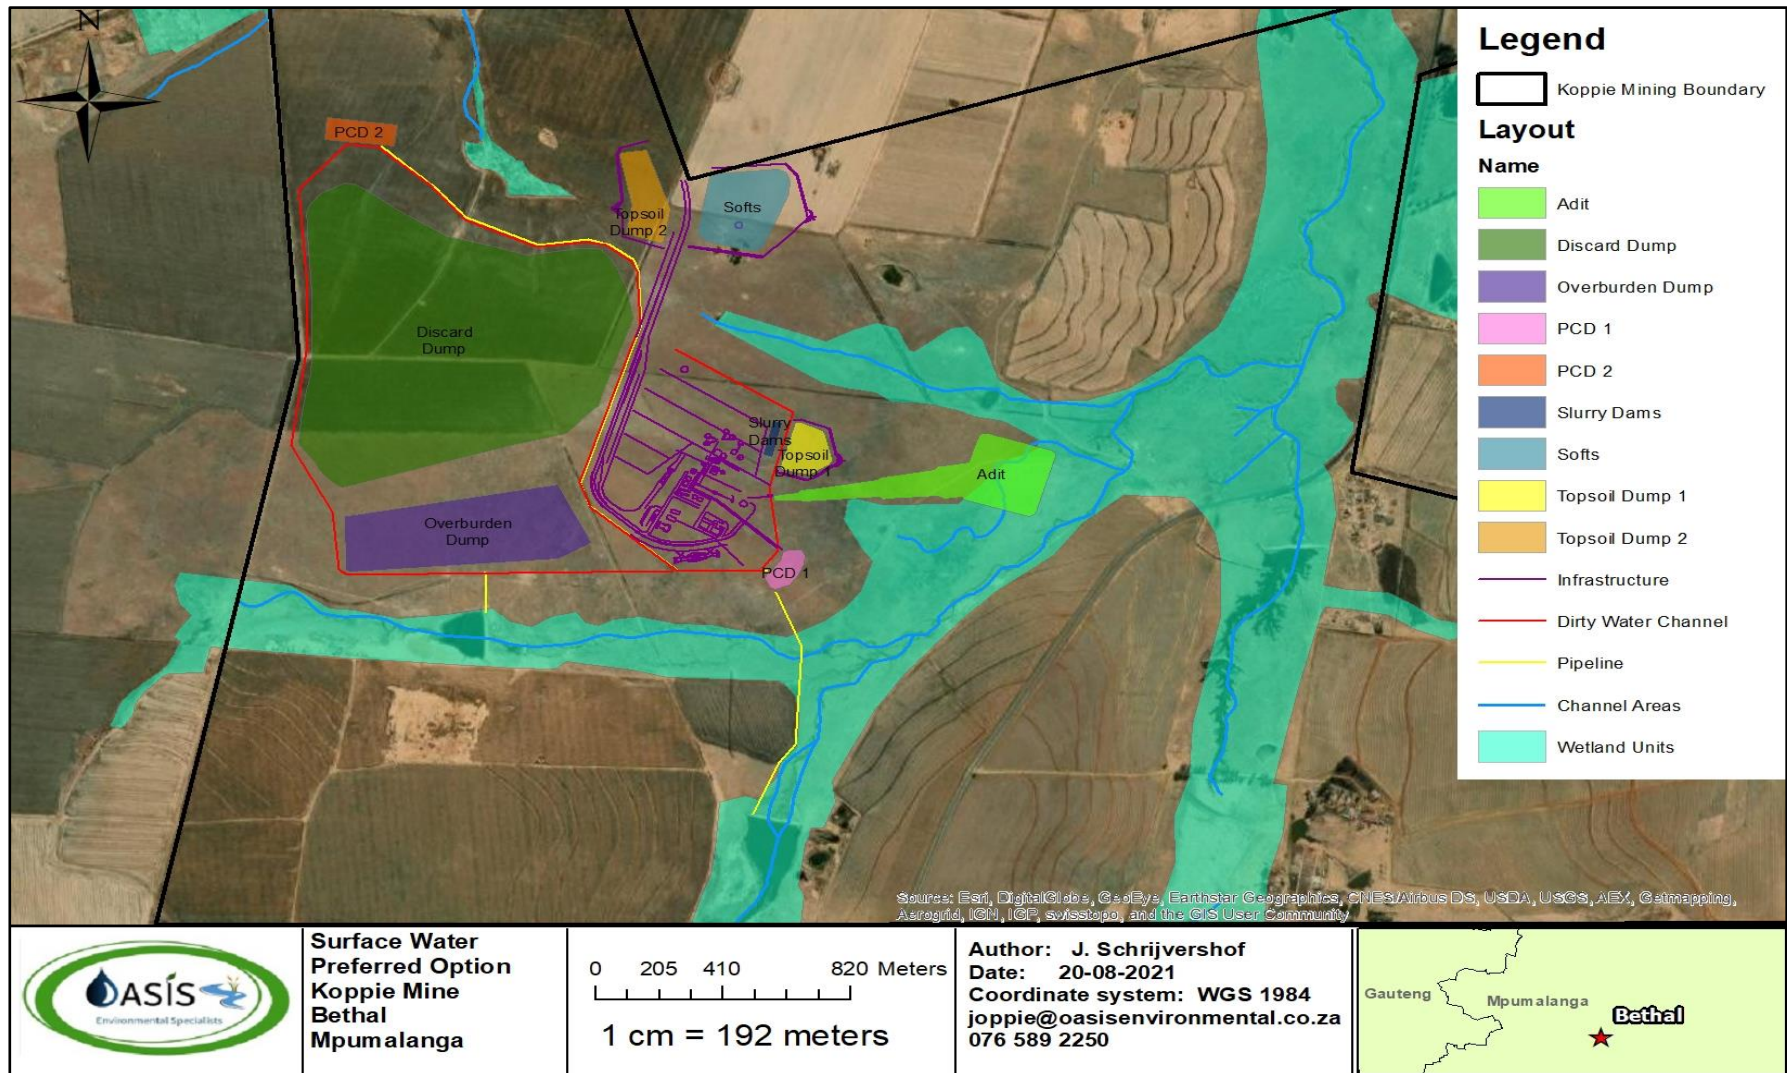 N
PCD 2
Topsoil
Dump 2
Softs
Discard
Dump
Slurry
Dams
Topsoil
Dump 1
Adit
Overburden
Dump
PCD 1
Legend
Koppie Mining Boundary
Layout
Name
Adit
Discard Dump
Overburden Dump
PCD 1
PCD 2
Slurry Dams
Softs
Topsoil Dump 1
Topsoil Dump 2
Infrastructure
Dirty Water Channel
Pipeline
Channel Areas
Wetland Units
Source: Esri, DigitalGlobe, GeoEye, Earthstar Geographics, CNES/Airbus DS, USDA, USGS, AEX, Getmapping,
Aerogrid, IGN, IGP, swisstopo, and the GIS User Community
OASIS
Environmental Specialists
Surface Water
Preferred Option
Koppie Mine
Bethal
Mpumalanga
0 205 410 820 Meters
1 cm = 192 meters
Author: J. Schrijvershof
Date: 20-08-2021
Coordinate system: WGS 1984
joppie@oasisenvironmental.co.za
076 589 2250
Gauteng
Mpumalanga
Bethal